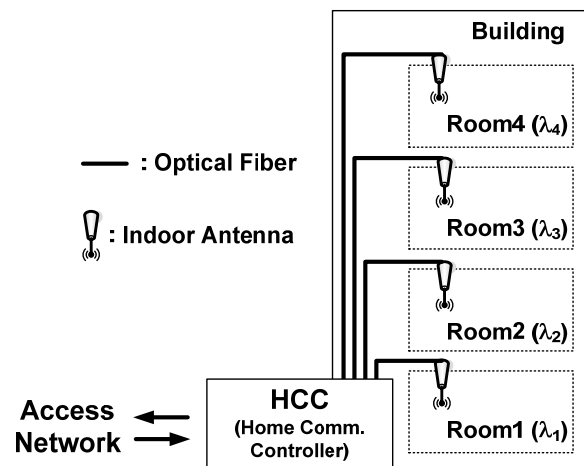 Building
Room4 (λ4)
— : Optical Fiber
Room3 (λ3)
: Indoor Antenna
Room2 (λ2)
HCC
(Home Comm.
Controller)
Access
Network
Room1 (λ1)